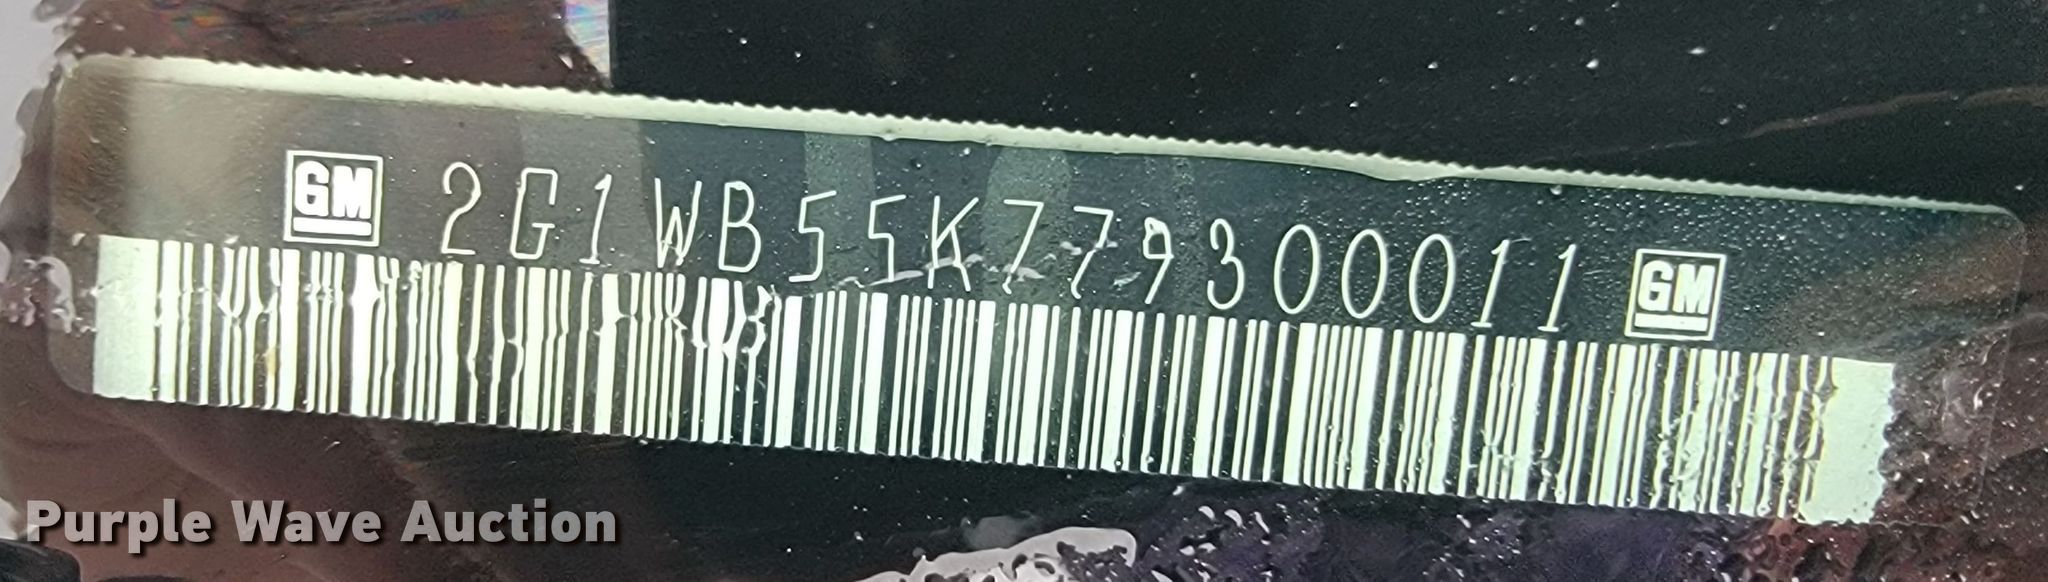 GM 2G1WB55K779300011 GM
Purple Wave Auction